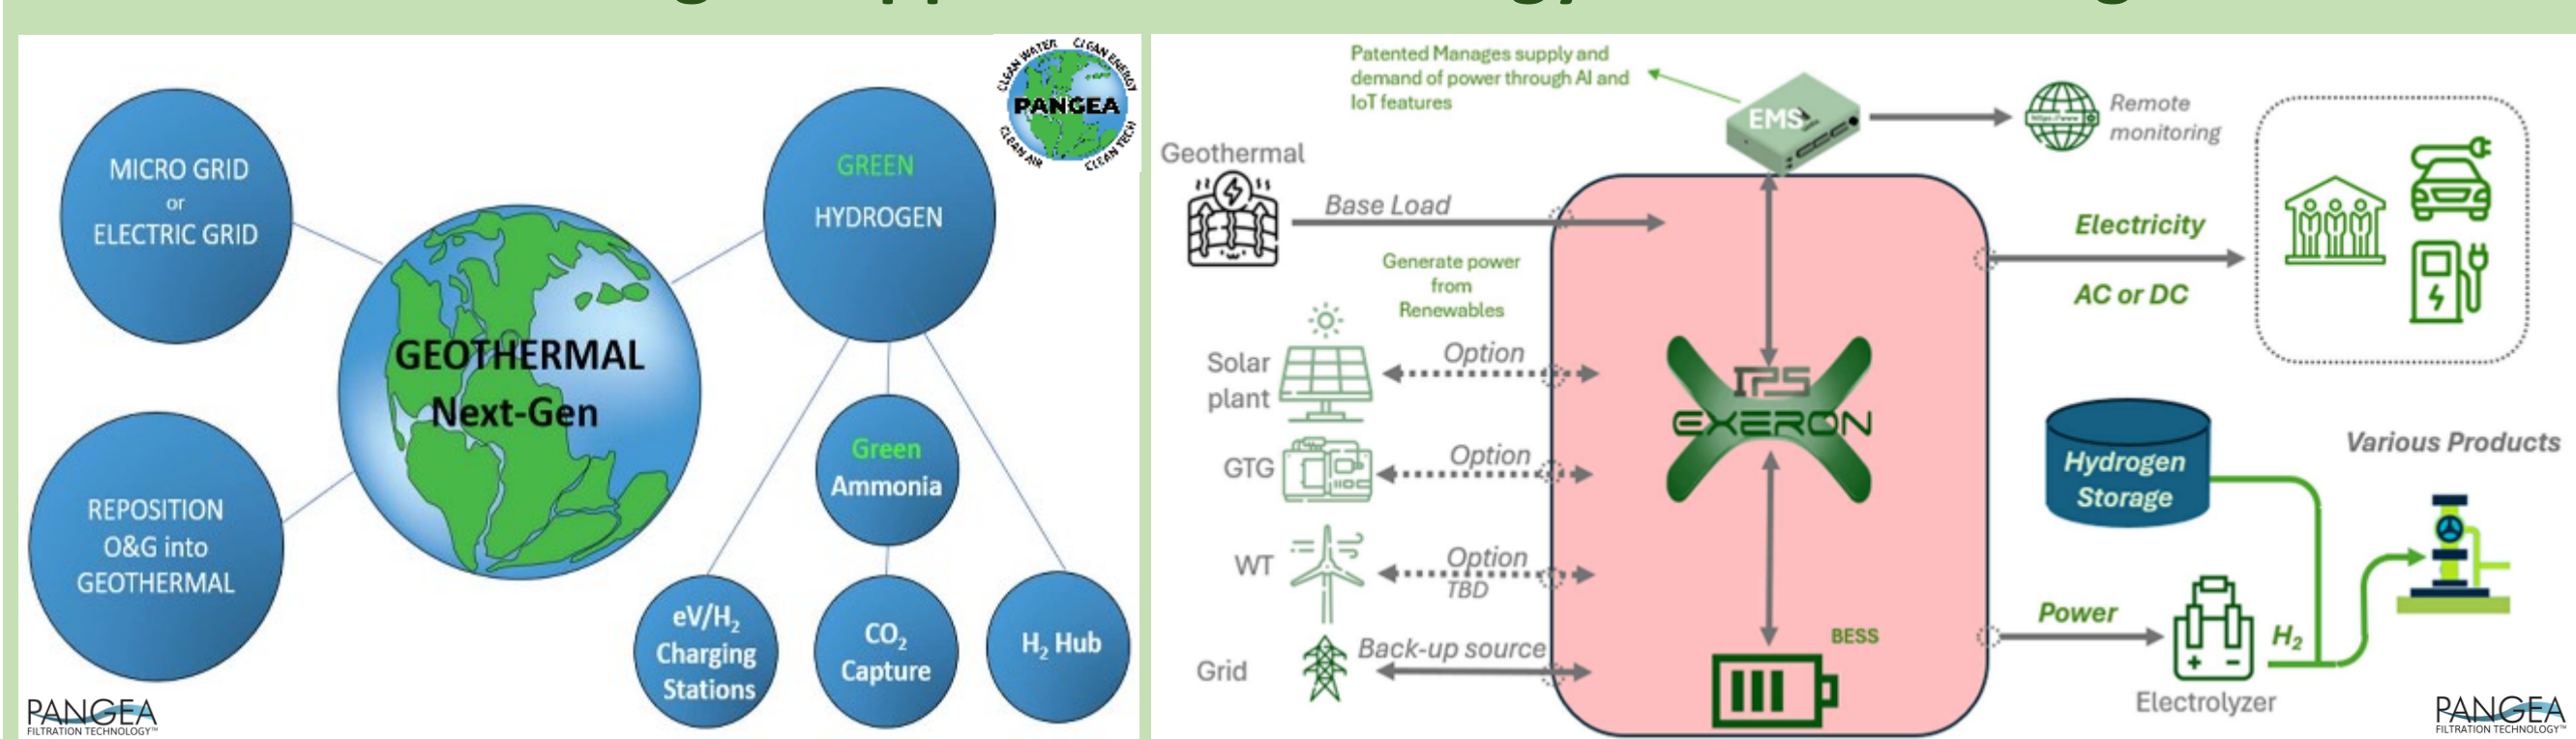 MICRO GRID
or
ELECTRIC GRID
REPOSITION
O&G into
GEOTHERMAL
GEOTHERMAL
Next-Gen
GREEN
HYDROGEN
Green
Ammonia
eV/H₂
Charging
Stations
CO₂
Capture
H₂ Hub
CLEAN WATER CLEAN ENERGY
PANGEA
CLEAN AIR CLEAN TECH
PANGEA
FILTRATION TECHNOLOGY™
Patented Manages supply and
demand of power through AI and
IoT features
EMS
Remote
monitoring
Geothermal
Base Load
Generate power
from
Renewables
Solar
plant
Option
GTG
Option
WT
Option
TBD
Grid
Back-up source
IPS
EXERON
BESS
Electricity
AC or DC
Hydrogen
Storage
Various Products
Power
H₂
Electrolyzer
PANGEA
FILTRATION TECHNOLOGY™